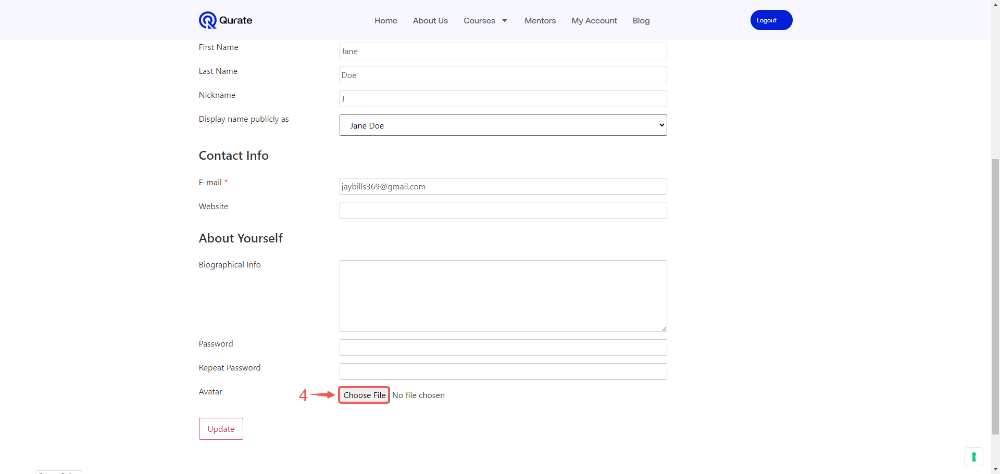 Qurate
Home About Us Courses Mentors My Account Blog
Logout
First Name
Jane
Last Name
Doe
Nickname
J
Display name publicly as
Jane Doe
Contact Info
E-mail *
jaybills369@gmail.com
Website
About Yourself
Biographical Info
Password
Repeat Password
Avatar
4
Choose File No file chosen
Update